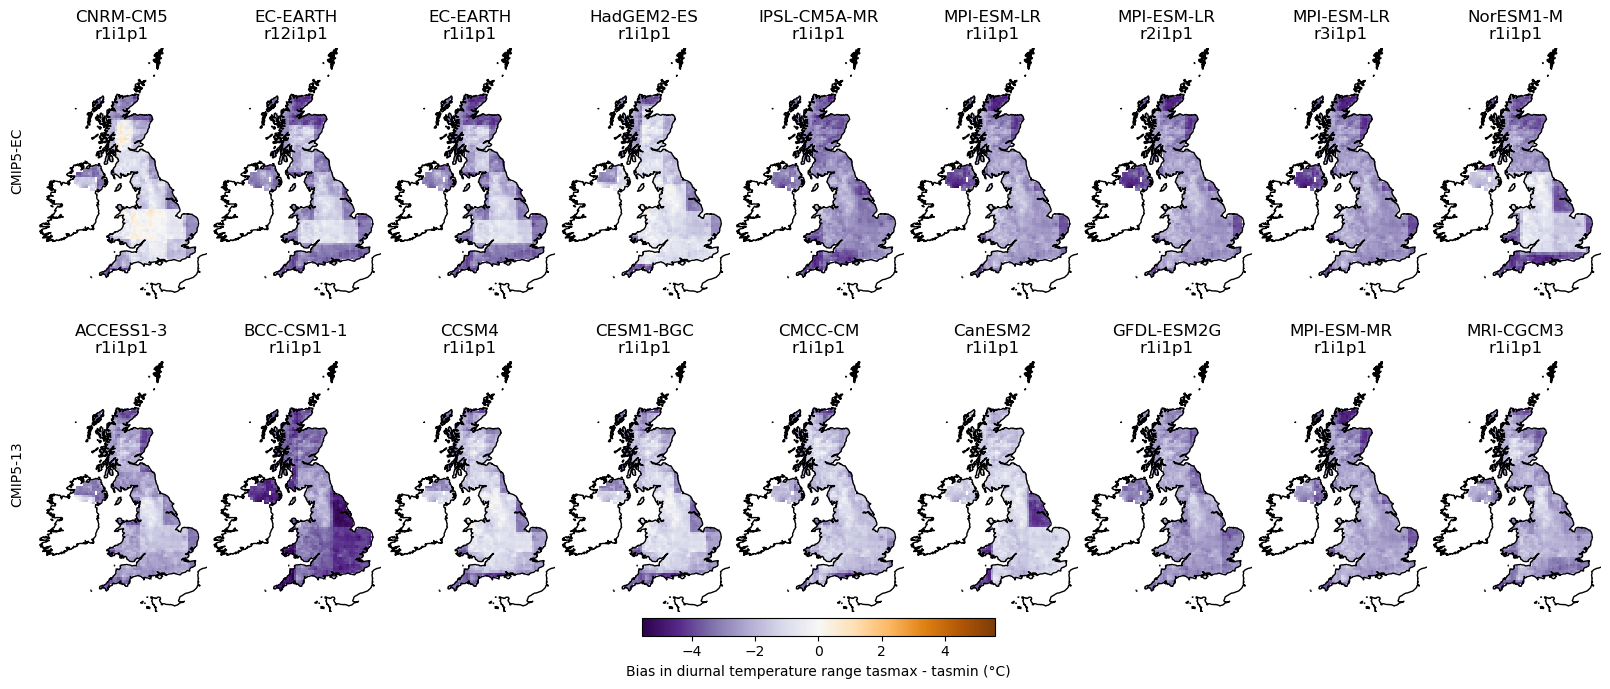 CNRM-CM5 EC-EARTH EC-EARTH HadGEM2-ES IPSL-CM5A-MR MPI-ESM-LR MPI-ESM-LR MPI-ESM-LR NorESM1-M
r1i1p1 r12i1p1 r1i1p1 r1i1p1 r1i1p1 r1i1p1 r2i1p1 r3i1p1 r1i1p1
CMIP5-EC
ACCESS1-3 BCC-CSM1-1 CCSM4 CESM1-BGC CMCC-CM CanESM2 GFDL-ESM2G MPI-ESM-MR MRI-CGCM3
r1i1p1 r1i1p1 r1i1p1 r1i1p1 r1i1p1 r1i1p1 r1i1p1 r1i1p1 r1i1p1
CMIP5-13
−4 −2 0 2 4
Bias in diurnal temperature range tasmax - tasmin (°C)